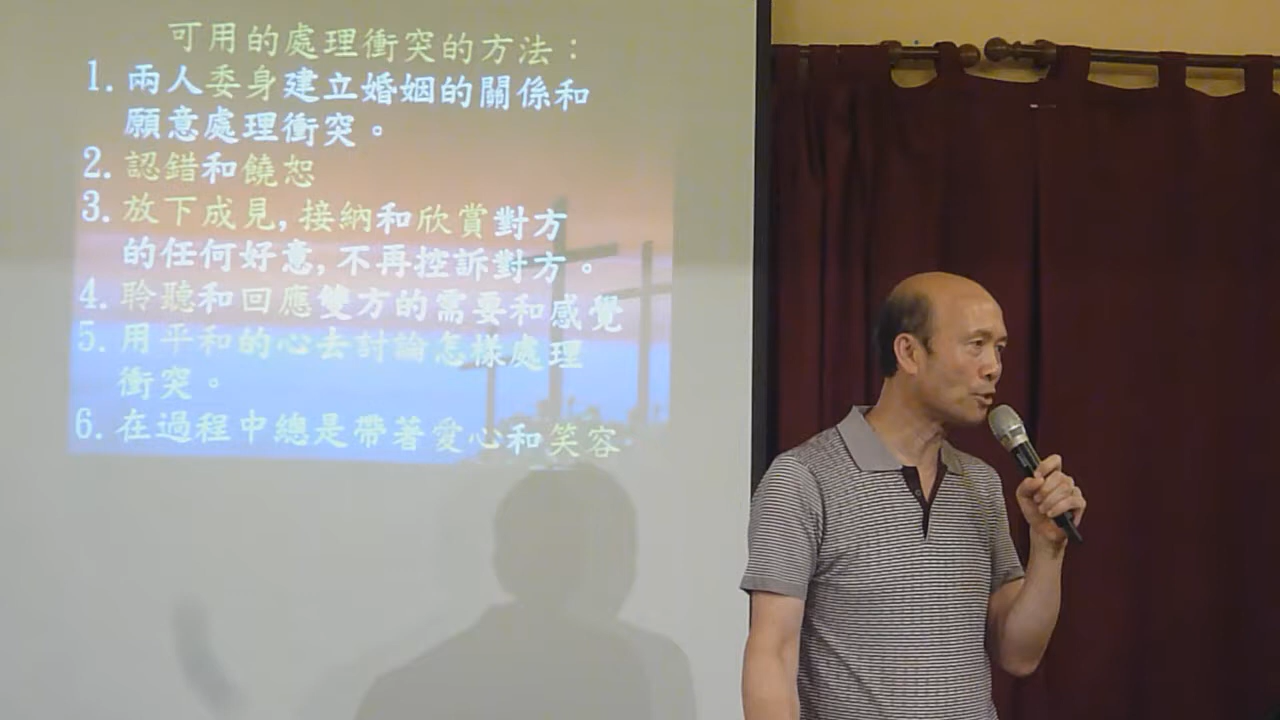 可用的處理衝突的方法：
1. 兩人委身建立婚姻的關係和
願意處理衝突。
2. 認錯和饒恕
3. 放下成見, 接納和欣賞對方
的任何好意, 不再控訴對方。
4. 聆聽和回應雙方的需要和感覺
5. 用平和的心去討論怎樣處理
衝突。
6. 在過程中總是帶著愛心和笑容